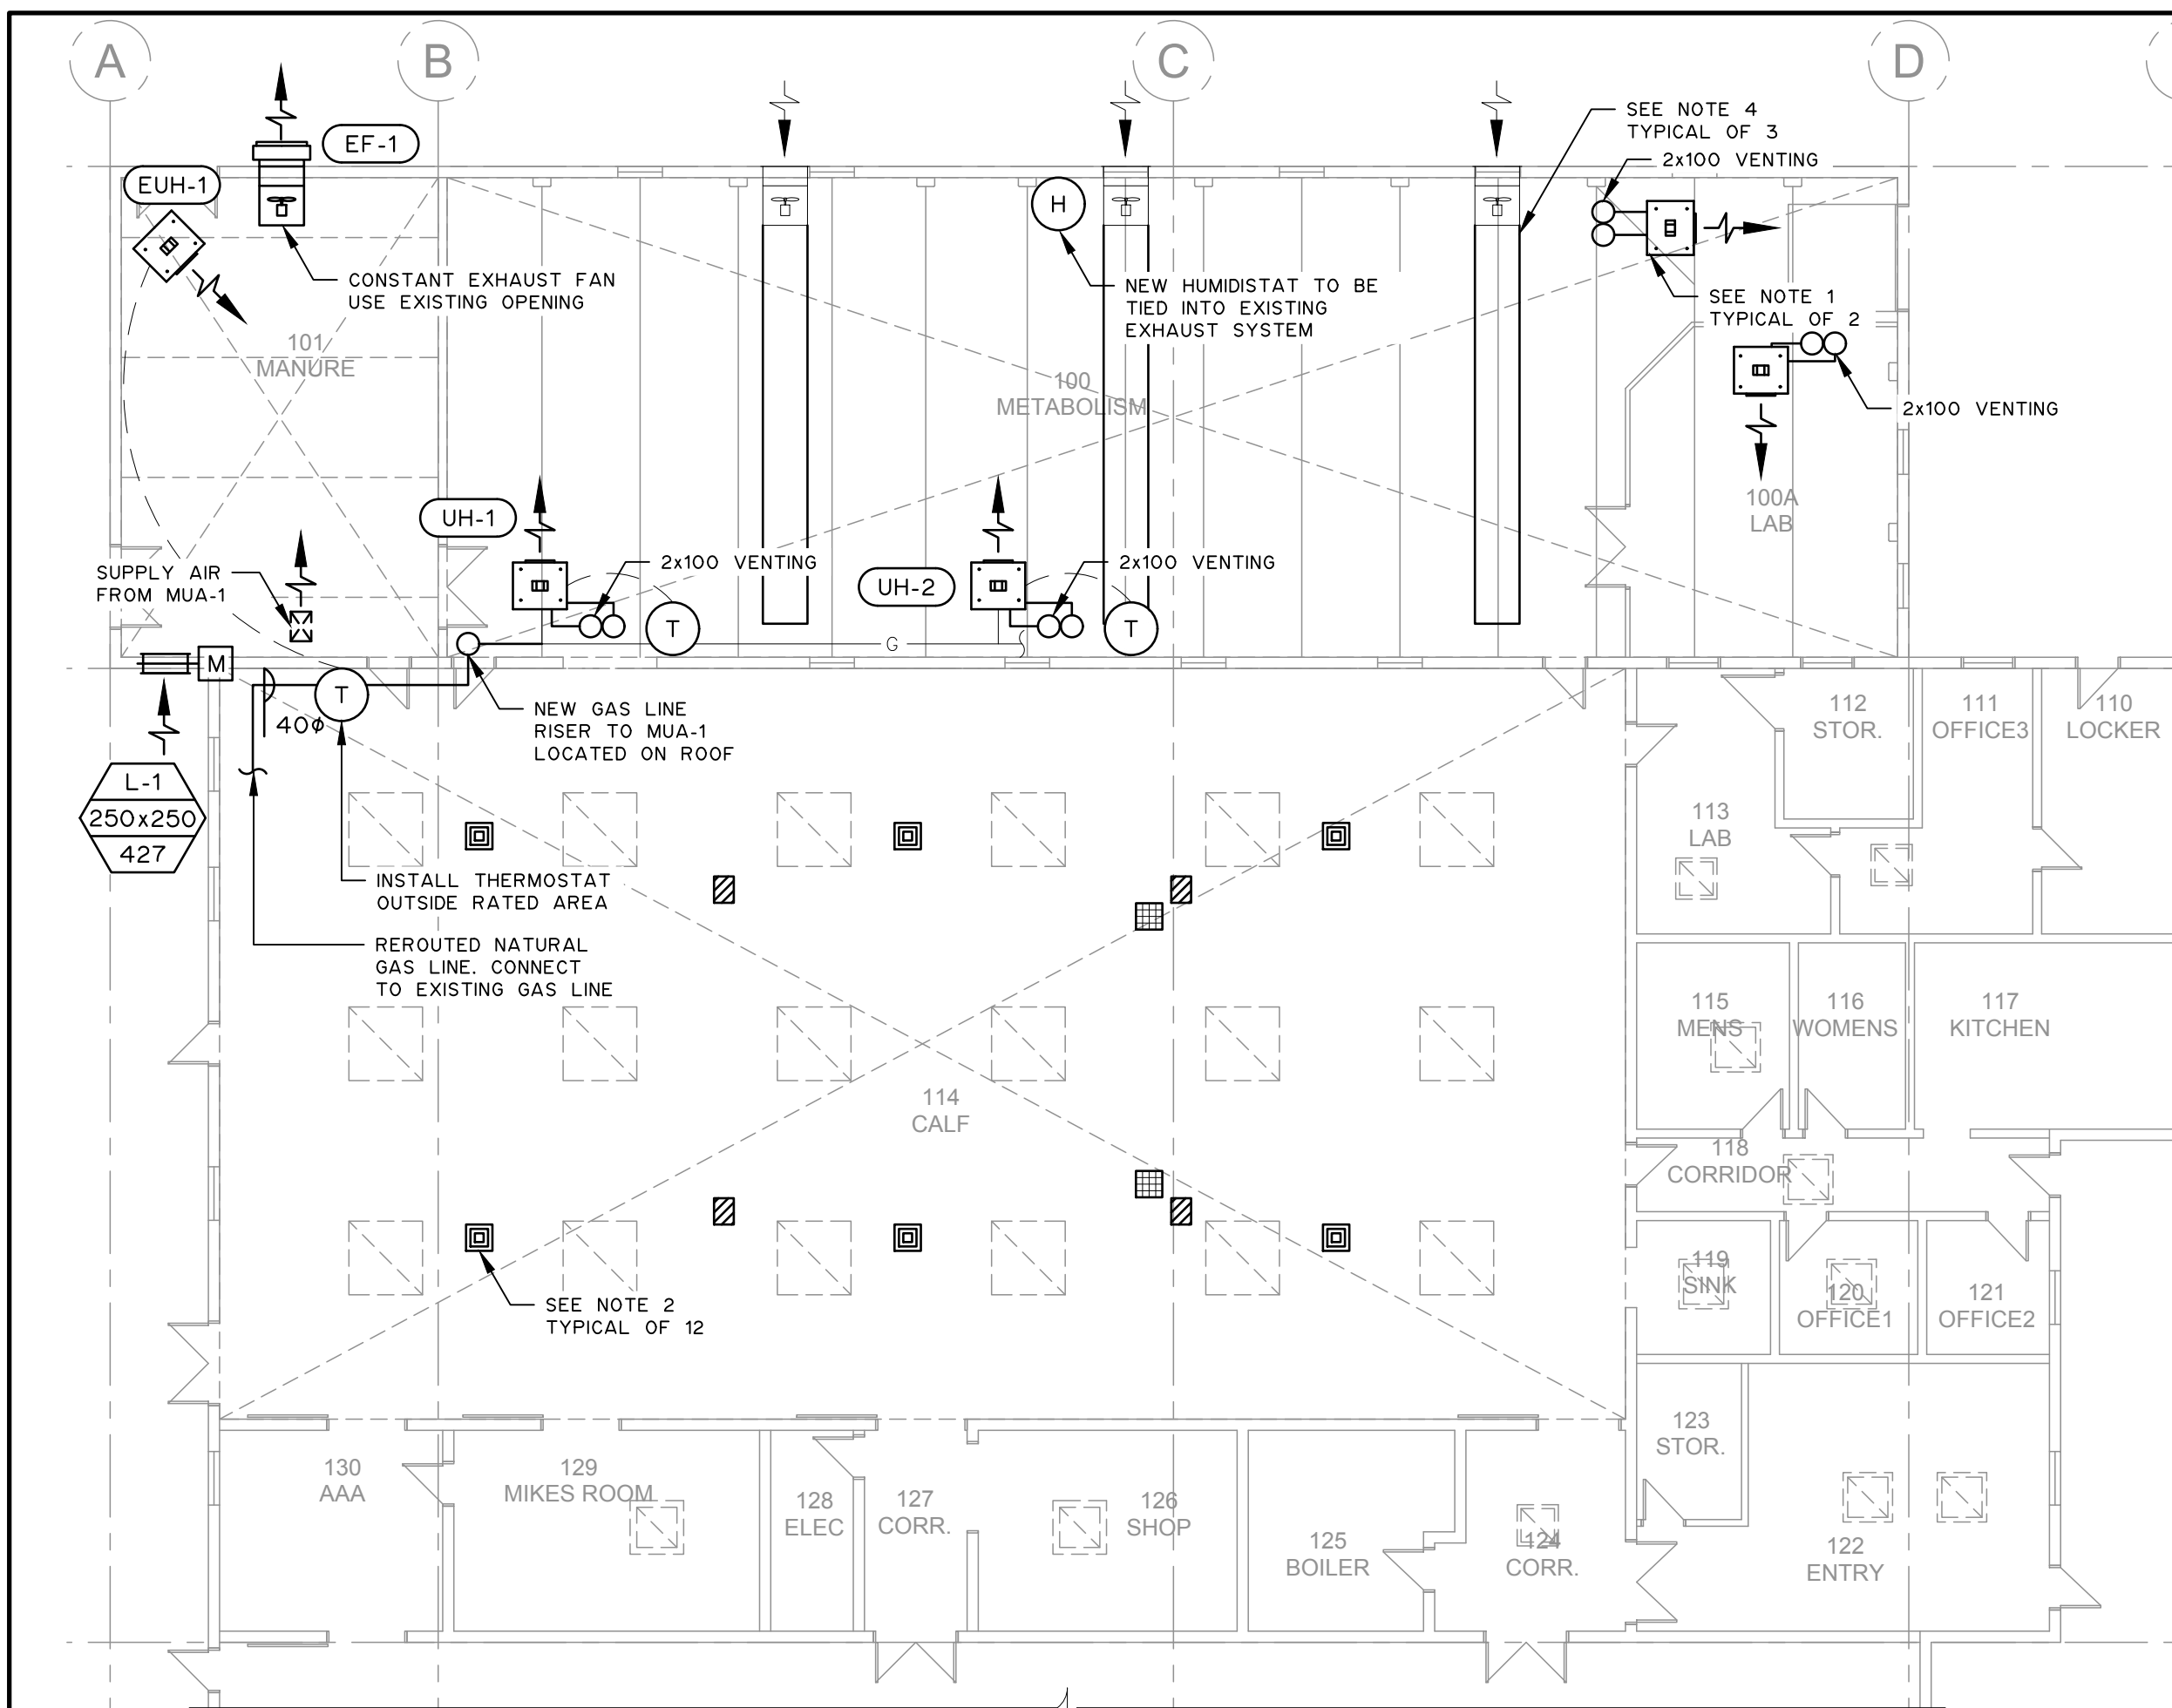 A
B
C
D
EF-1
EUH-1
CONSTANT EXHAUST FAN
USE EXISTING OPENING
101
MANURE
H
NEW HUMIDISTAT TO BE
TIED INTO EXISTING
EXHAUST SYSTEM
SEE NOTE 4
TYPICAL OF 3
2x100 VENTING
SEE NOTE 1
TYPICAL OF 2
2x100 VENTING
100
METABOLISM
100A
LAB
UH-1
2x100 VENTING
T
UH-2
2x100 VENTING
T
SUPPLY AIR
FROM MUA-1
G
M
T
40ø
NEW GAS LINE
RISER TO MUA-1
LOCATED ON ROOF
L-1
250x250
427
INSTALL THERMOSTAT
OUTSIDE RATED AREA
REROUTED NATURAL
GAS LINE. CONNECT
TO EXISTING GAS LINE
112
STOR.
111
OFFICE3
110
LOCKER
113
LAB
115
MENS
116
WOMENS
117
KITCHEN
114
CALF
118
CORRIDOR
119
SINK
120
OFFICE1
121
OFFICE2
SEE NOTE 2
TYPICAL OF 12
123
STOR.
130
AAA
129
MIKES ROOM
128
ELEC
127
CORR.
126
SHOP
125
BOILER
124
CORR.
122
ENTRY